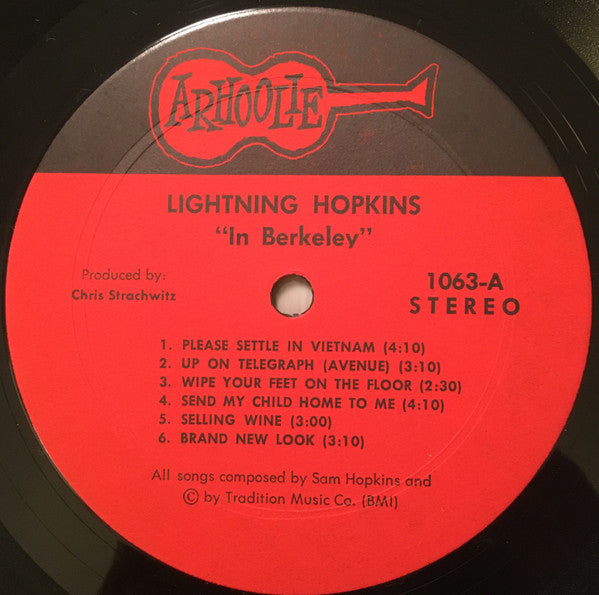 ARHOOLIE
LIGHTNING HOPKINS
"In Berkeley"
Produced by:
Chris Strachwitz
1063-A
STEREO
1. PLEASE SETTLE IN VIETNAM (4:10)
2. UP ON TELEGRAPH (AVENUE) (3:10)
3. WIPE YOUR FEET ON THE FLOOR (2:30)
4. SEND MY CHILD HOME TO ME (4:10)
5. SELLING WINE (3:00)
6. BRAND NEW LOOK (3:10)
All songs composed by Sam Hopkins and
© by Tradition Music Co. (BMI)